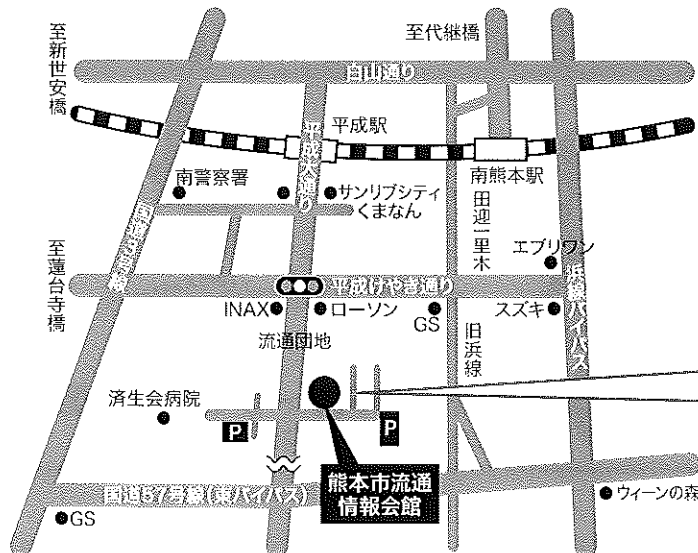 至代継橋
至新世安橋
白山通り
平成駅
平成大通り
南熊本駅
南警察署
サンリブシティ
くまなん
国道3号線
田迎一里木
エブリワン
至蓮台寺橋
平成けやき通り
浜線バイパス
INAX
ローソン
GS
スズキ
旧浜線
流通団地
済生会病院
P
P
熊本市流通
情報会館
国道57号線(東バイパス)
ウィーンの森
GS